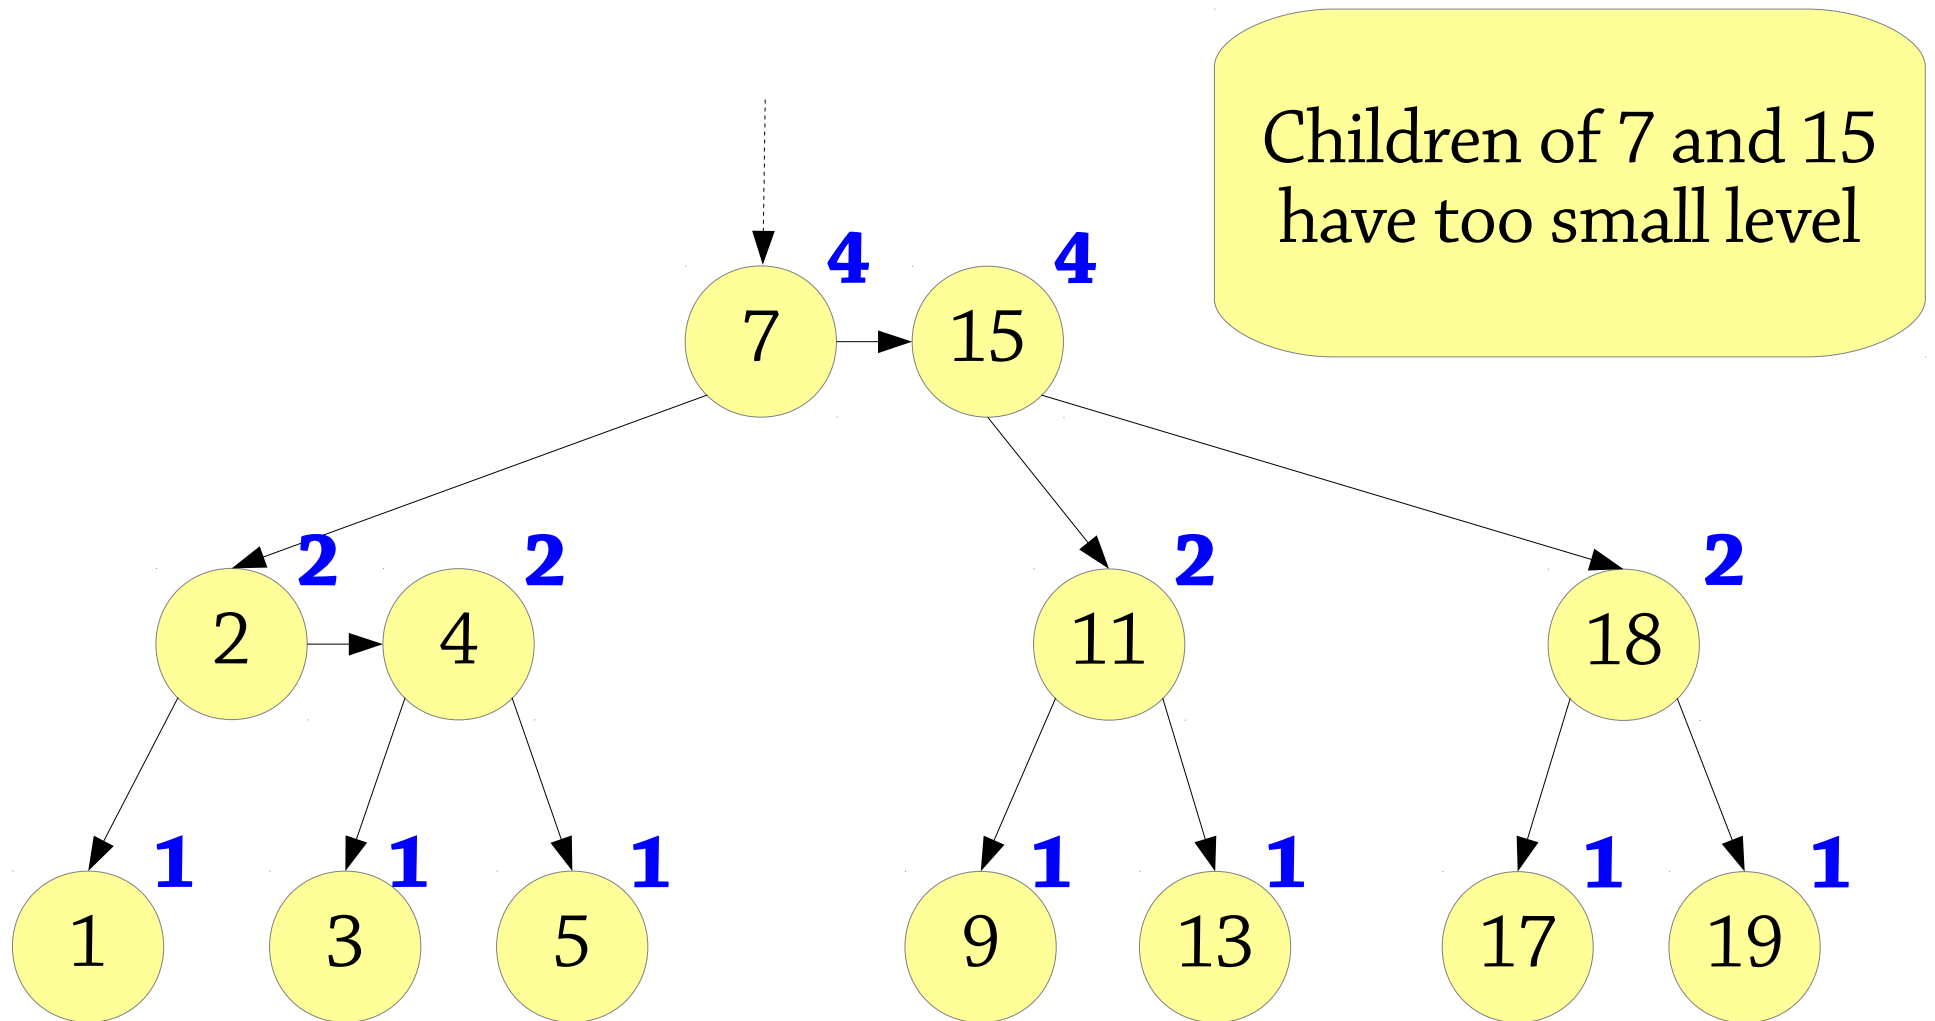 Children of 7 and 15
have too small level
4 4
7 15
2 2 2 2
2 4 11 18
1 1 1 1 1 1 1
1 3 5 9 13 17 19